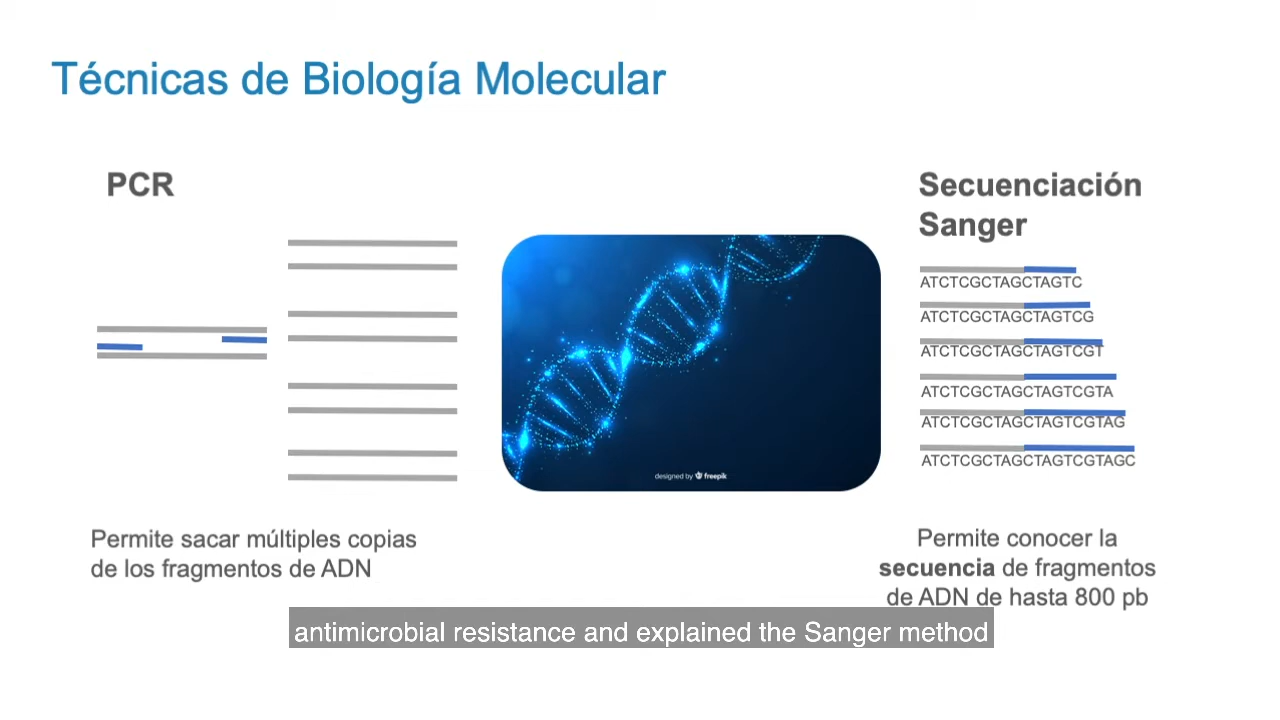 Técnicas de Biología Molecular
PCR
Permite sacar múltiples copias
de los fragmentos de ADN
designed by freepik
Secuenciación
Sanger
ATCTCGCTAGCTAGTC
ATCTCGCTAGCTAGTCG
ATCTCGCTAGCTAGTCGT
ATCTCGCTAGCTAGTCGTA
ATCTCGCTAGCTAGTCGTAG
ATCTCGCTAGCTAGTCGTAGC
Permite conocer la
secuencia de fragmentos
de ADN de hasta 800 pb
antimicrobial resistance and explained the Sanger method